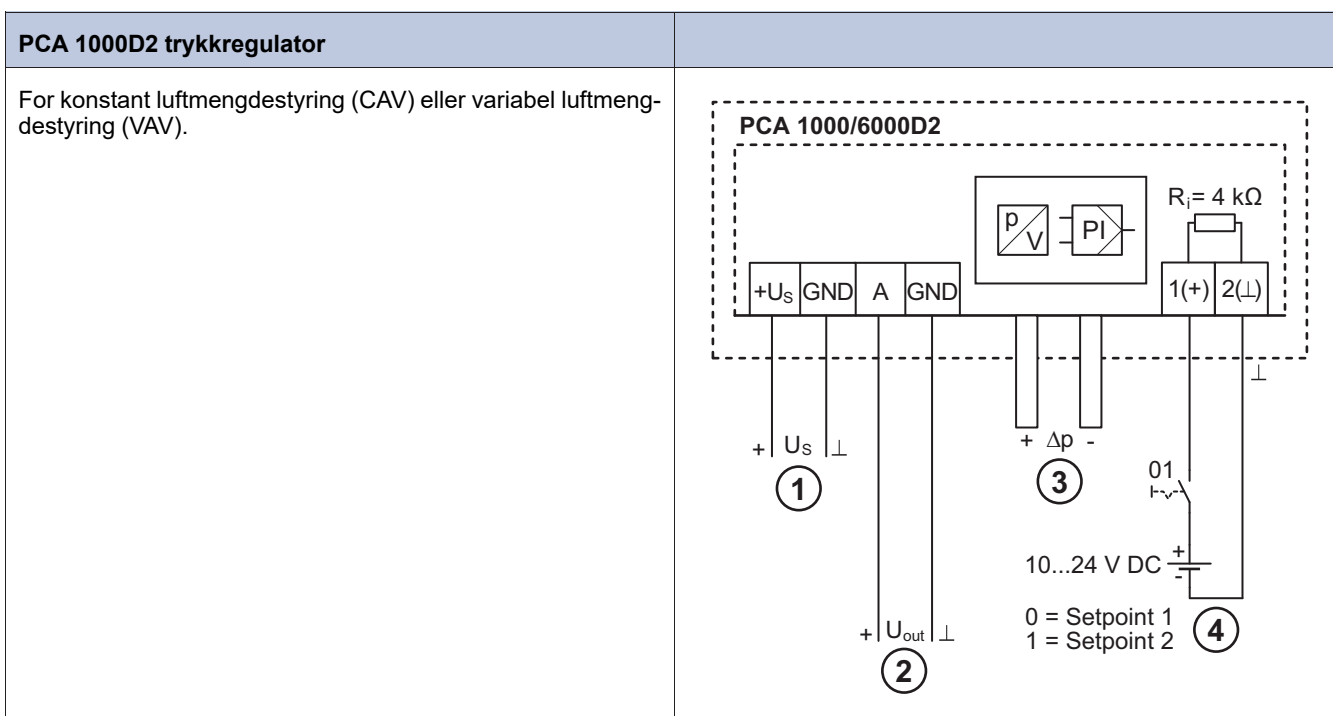 PCA 1000D2 trykkregulator
For konstant luftmengdestyring (CAV) eller variabel luftmeng-
destyring (VAV).
PCA 1000/6000D2
Rᵢ= 4 kΩ
p
V
PI
+Uₛ GND A GND
1(+) 2(⊥)
⊥
+ Uₛ ⊥
1
+ Δp -
3
01
10...24 V DC
+
-
0 = Setpoint 1
1 = Setpoint 2
4
+ Uout ⊥
2